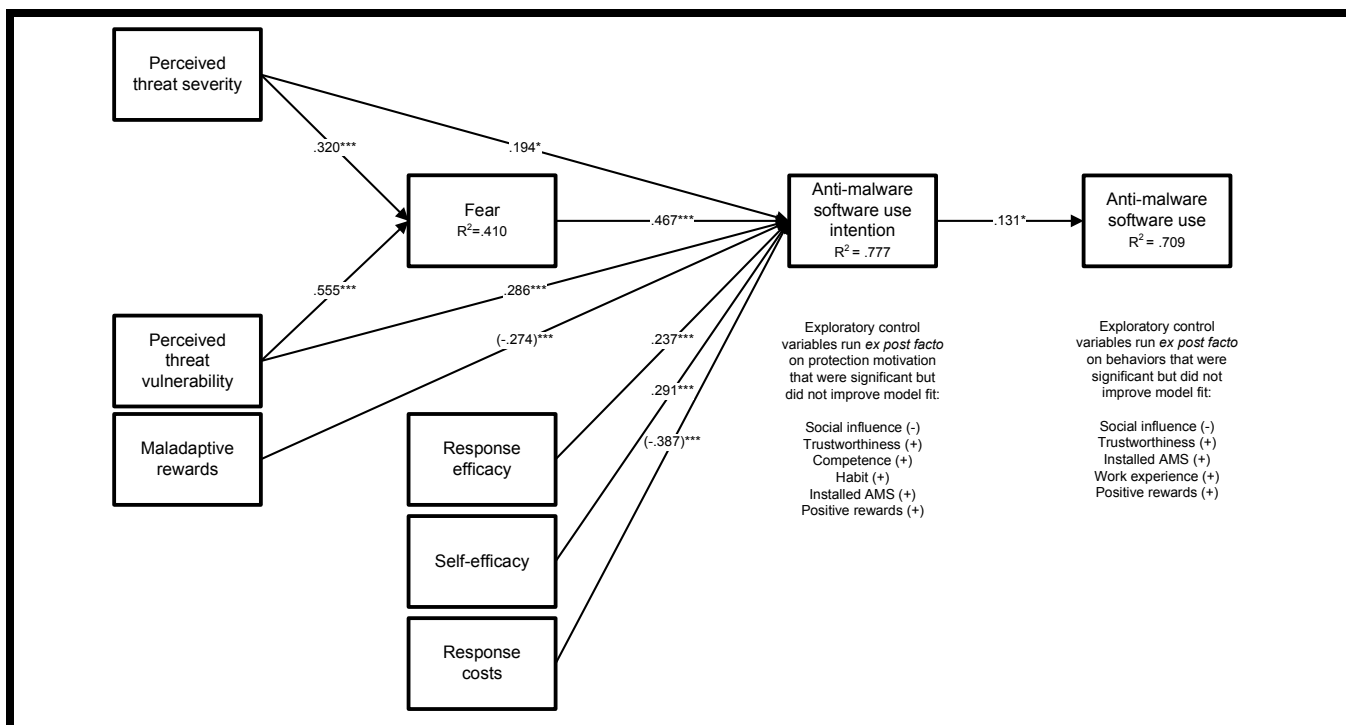 Perceived
threat severity
.320***
.194*
Fear
R²=.410
.467***
Anti-malware
software use
intention
R² = .777
.131*
Anti-malware
software use
R² = .709
.555***
.286***
Perceived
threat
vulnerability
(-.274)***
Maladaptive
rewards
.237***
Response
efficacy
.291***
Self-efficacy
(-.387)***
Response
costs
Exploratory control
variables run ex post facto
on protection motivation
that were significant but
did not improve model fit:
Social influence (-)
Trustworthiness (+)
Competence (+)
Habit (+)
Installed AMS (+)
Positive rewards (+)
Exploratory control
variables run ex post facto
on behaviors that were
significant but did not
improve model fit:
Social influence (-)
Trustworthiness (+)
Installed AMS (+)
Work experience (+)
Positive rewards (+)